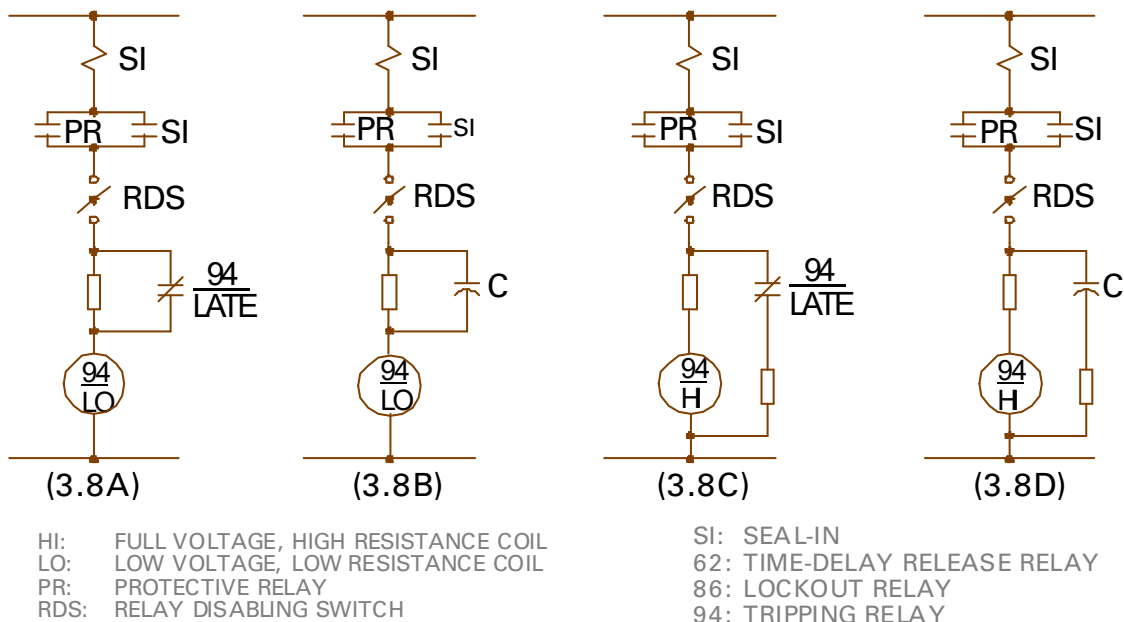 SI SI SI SI
PR SI PR SI PR SI PR SI
RDS RDS RDS RDS
94 LATE C 94 LATE C
94 LO 94 LO 94 H 94 H
(3.8A) (3.8B) (3.8C) (3.8D)
HI: FULL VOLTAGE, HIGH RESISTANCE COIL
LO: LOW VOLTAGE, LOW RESISTANCE COIL
PR: PROTECTIVE RELAY
RDS: RELAY DISABLING SWITCH
SI: SEAL-IN
62: TIME-DELAY RELEASE RELAY
86: LOCKOUT RELAY
94: TRIPPING RELAY